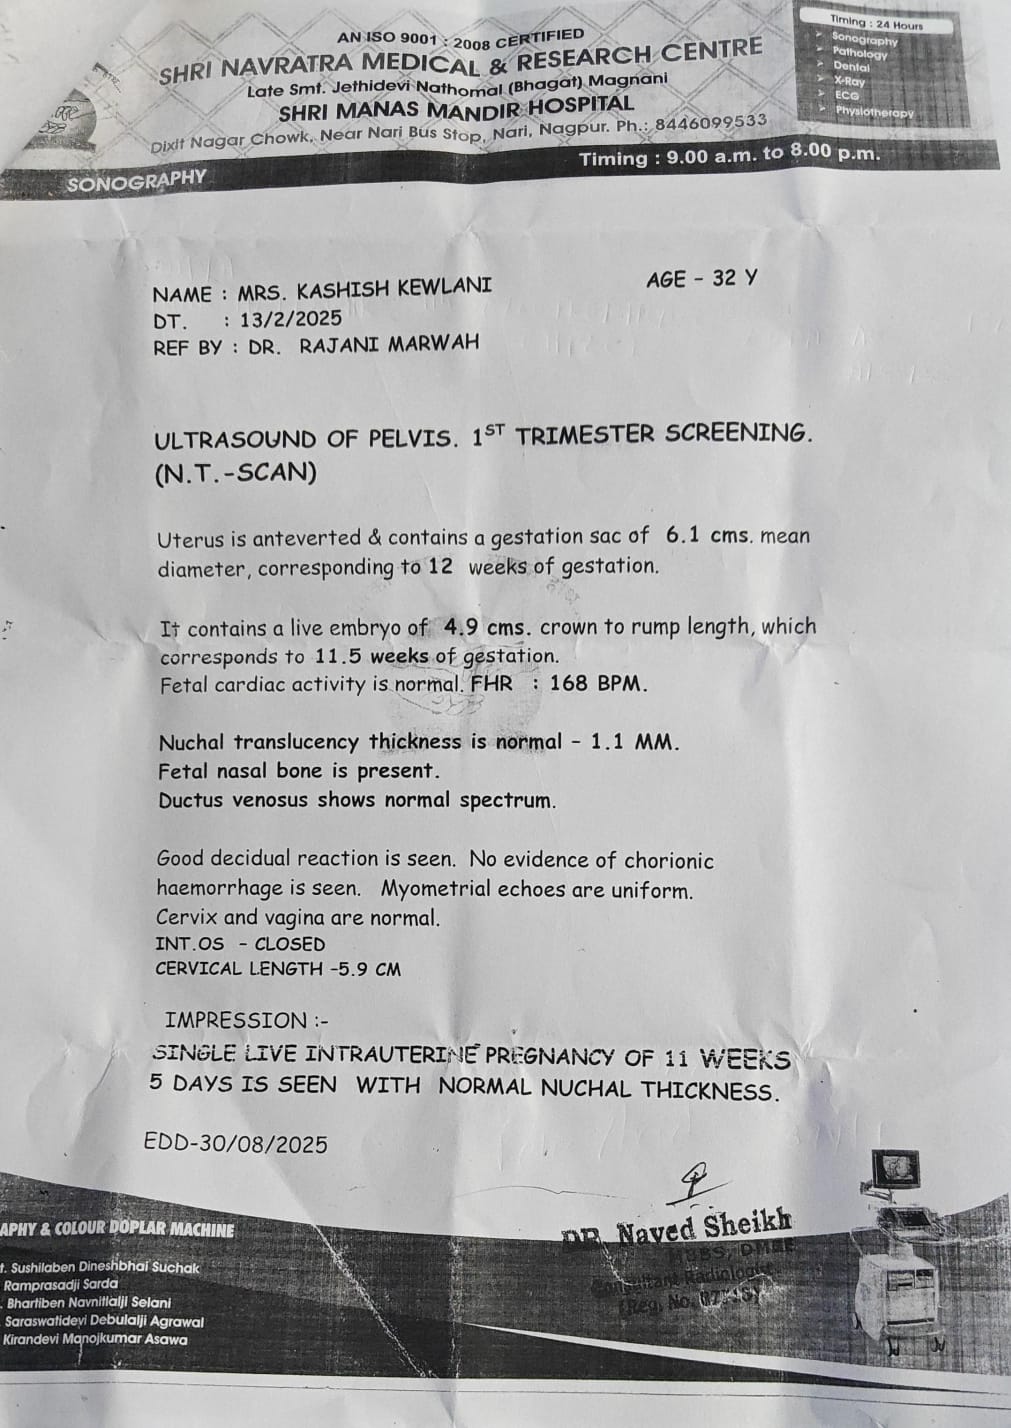 AN ISO 9001 : 2008 CERTIFIED
SHRI NAVRATRA MEDICAL & RESEARCH CENTRE
Late Smt. Jethidevi Nathomal (Bhagat) Magnani
SHRI MANAS MANDIR HOSPITAL
Dixit Nagar Chowk, Near Nari Bus Stop, Nari, Nagpur. Ph.: 8446099533
Timing : 24 Hours
Sonography
Pathology
Dental
X-Ray
ECG
Physiotherapy
SONOGRAPHY
Timing : 9.00 a.m. to 8.00 p.m.
NAME : MRS. KASHISH KEWLANI AGE - 32 Y
DT. : 13/2/2025
REF BY : DR. RAJANI MARWAH
ULTRASOUND OF PELVIS. 1ST TRIMESTER SCREENING.
(N.T.-SCAN)
Uterus is anteverted & contains a gestation sac of 6.1 cms. mean
diameter, corresponding to 12 weeks of gestation.
It contains a live embryo of 4.9 cms. crown to rump length, which
corresponds to 11.5 weeks of gestation.
Fetal cardiac activity is normal. FHR : 168 BPM.
Nuchal translucency thickness is normal - 1.1 MM.
Fetal nasal bone is present.
Ductus venosus shows normal spectrum.
Good decidual reaction is seen. No evidence of chorionic
haemorrhage is seen. Myometrial echoes are uniform.
Cervix and vagina are normal.
INT.OS - CLOSED
CERVICAL LENGTH -5.9 CM
IMPRESSION :-
SINGLE LIVE INTRAUTERINE PREGNANCY OF 11 WEEKS
5 DAYS IS SEEN WITH NORMAL NUCHAL THICKNESS.
EDD-30/08/2025
DR. Naved Sheikh
MBBS, DMRE
Consultant Radiologist
(Reg. No.
APHY & COLOUR DOPLAR MACHINE
t. Sushilaben Dineshbhai Suchak
Ramprasadji Sarda
. Bhartiben Navnitlalji Selani
Saraswatidevi Debulalji Agrawal
Kirandevi Manojkumar Asawa